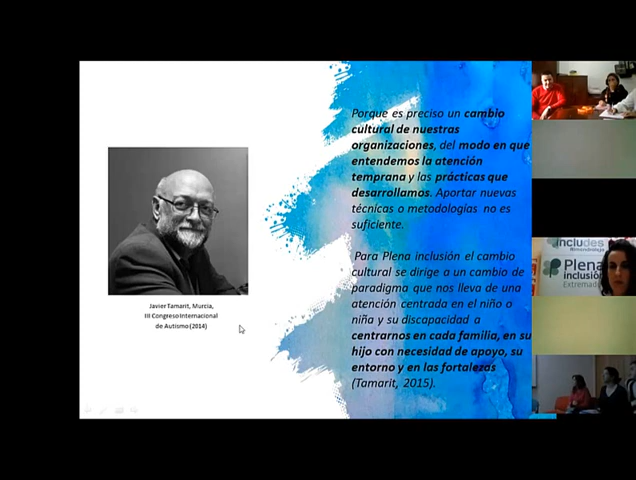 Porque es preciso un cambio
cultural de nuestras
organizaciones, del modo en que
entendemos la atención
temprana y las prácticas que
desarrollamos. Aportar nuevas
técnicas o metodologías no es
suficiente.
Para Plena inclusión el cambio
cultural se dirige a un cambio de
paradigma que nos lleva de una
atención centrada en el niño o
niña y su discapacidad a
centrarnos en cada familia, en su
hijo con necesidad de apoyo, su
entorno y en las fortalezas
(Tamarit, 2015).
Javier Tamarit, Murcia,
III Congreso Internacional
de Autismo (2014)
includes
Plena
inclusión
Extremadura